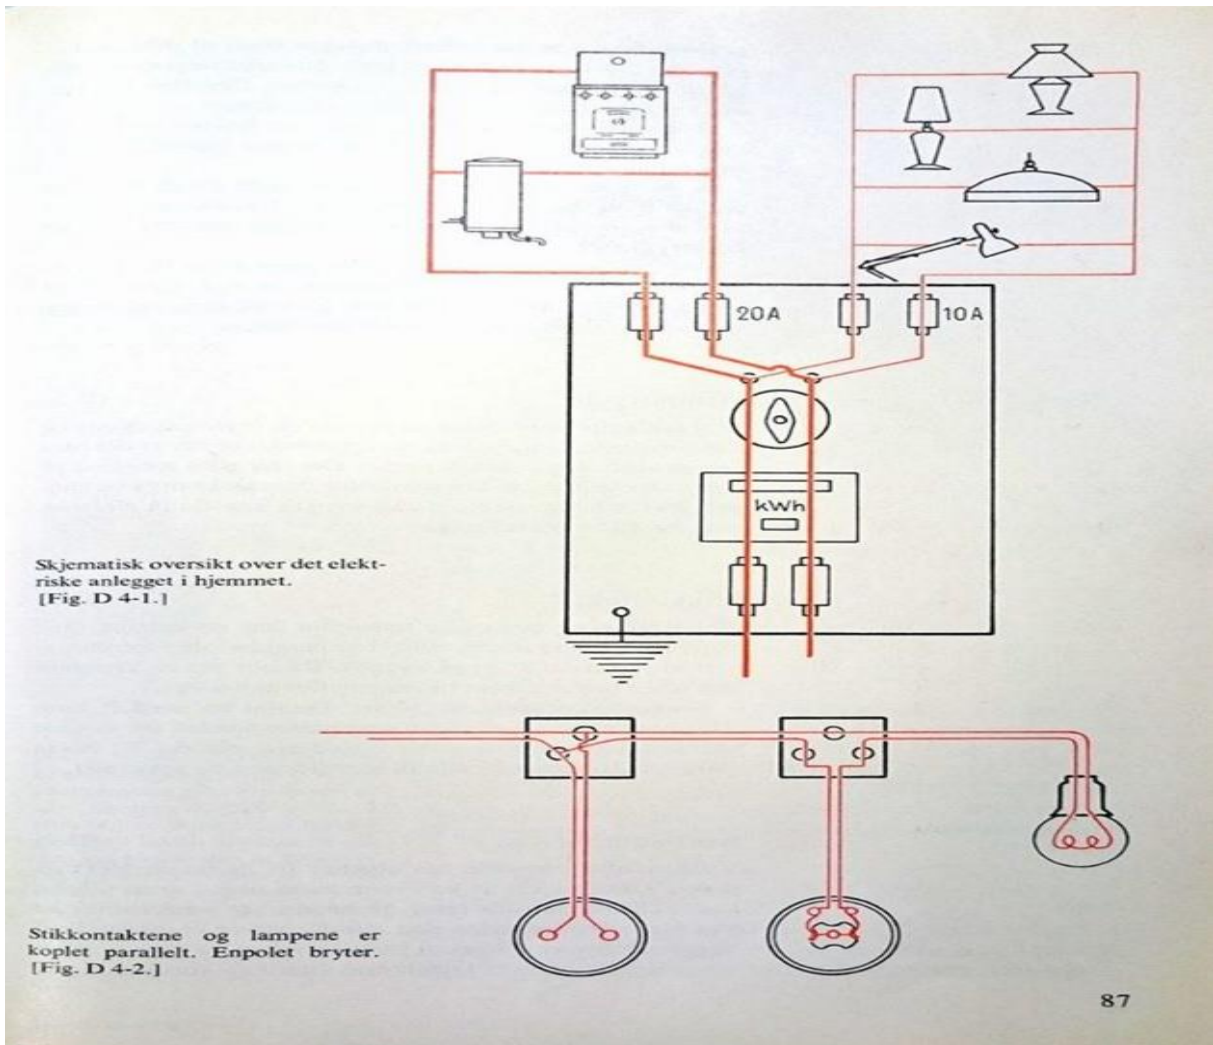 20A
10A
kWh
Skjematisk oversikt over det elekt-
riske anlegget i hjemmet.
[Fig. D 4-1.]
Stikkontaktene og lampene er
koplet parallelt. Enpolet bryter.
[Fig. D 4-2.]
87